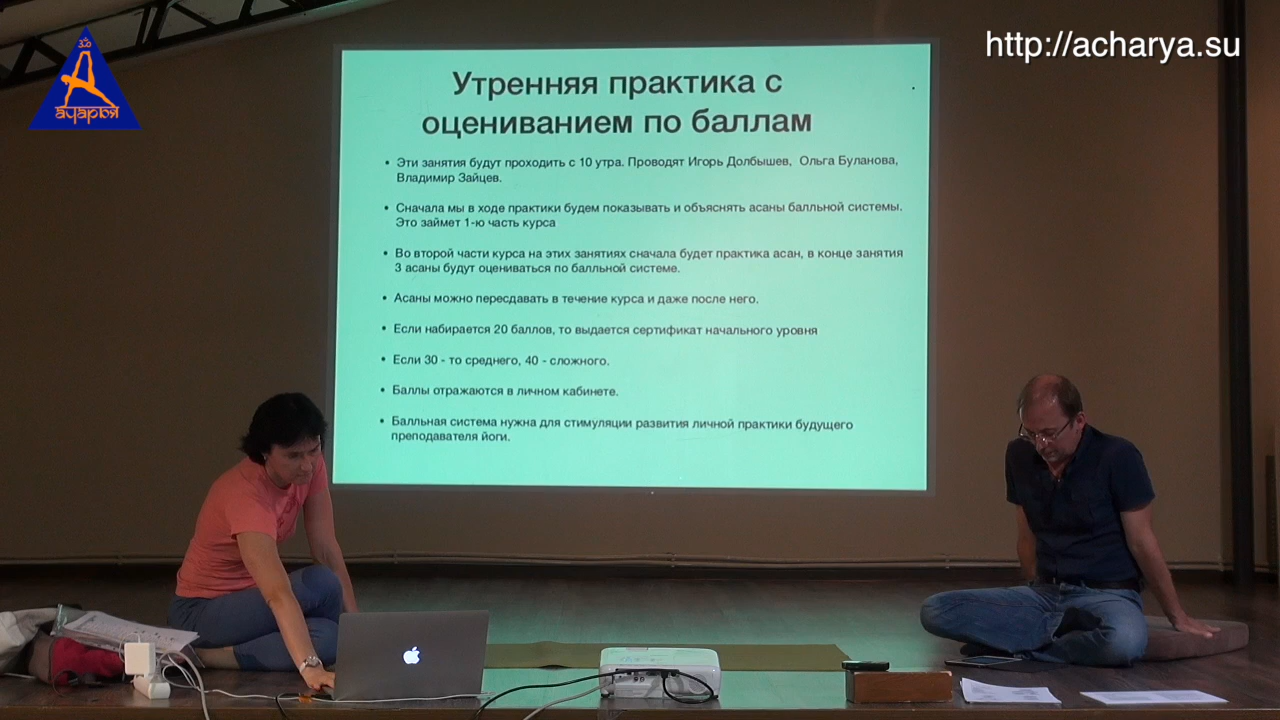 ॐ
ачарья
http://acharya.su
Утренняя практика с
оцениванием по баллам
• Эти занятия будут проходить с 10 утра. Проводят Игорь Долбышев, Ольга Буланова,
Владимир Зайцев.
• Сначала мы в ходе практики будем показывать и объяснять асаны балльной системы.
Это займет 1-ю часть курса
• Во второй части курса на этих занятиях сначала будет практика асан, в конце занятия
3 асаны будут оцениваться по балльной системе.
• Асаны можно пересдавать в течение курса и даже после него.
• Если набирается 20 баллов, то выдается сертификат начального уровня
• Если 30 - то среднего, 40 - сложного.
• Баллы отражаются в личном кабинете.
• Балльная система нужна для стимуляции развития личной практики будущего
преподавателя йоги.